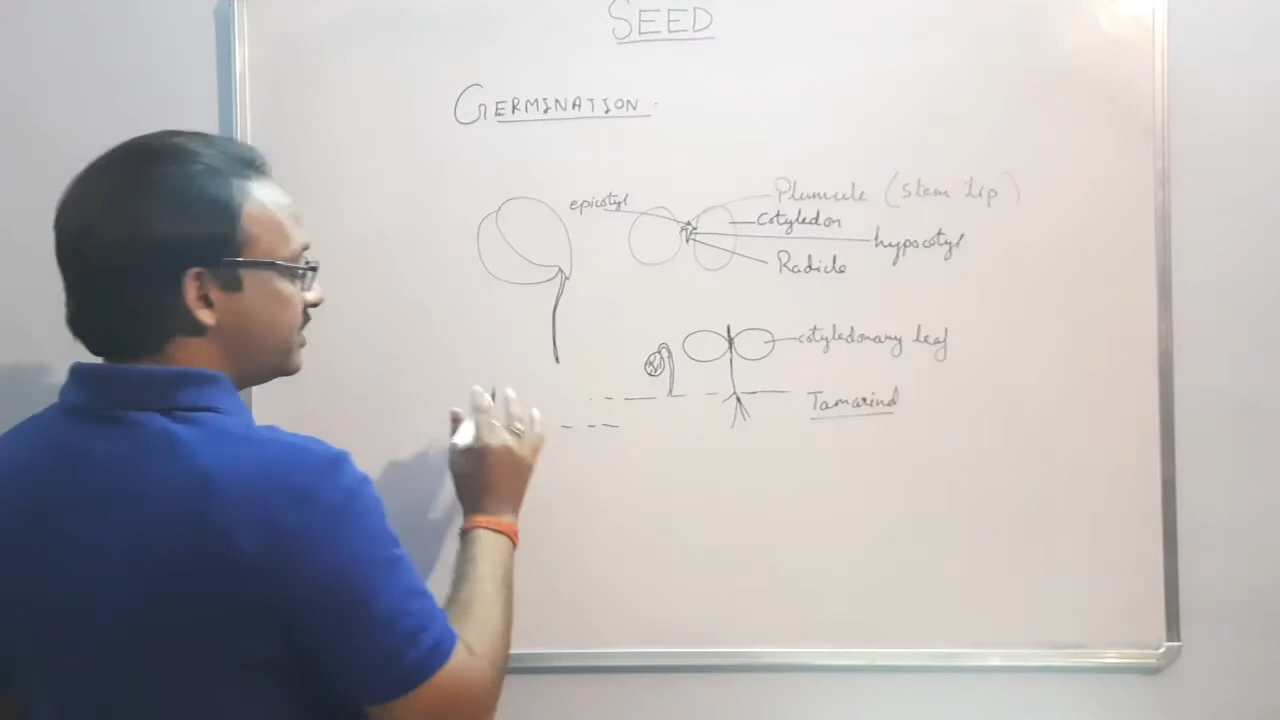 SEED
GERMINATION
epicotyl
Plumule (stem tip)
cotyledon
hypocotyl
Radicle
cotyledonary leaf
Tamarind